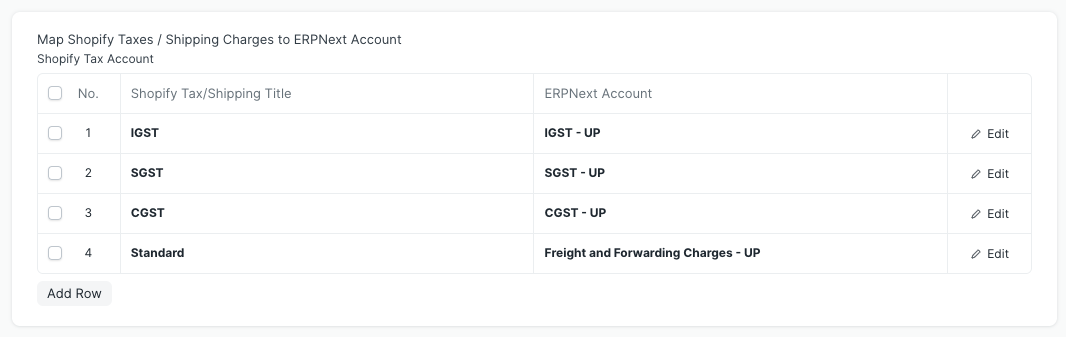 Map Shopify Taxes / Shipping Charges to ERPNext Account
Shopify Tax Account
No. Shopify Tax/Shipping Title ERPNext Account
1 IGST IGST - UP Edit
2 SGST SGST - UP Edit
3 CGST CGST - UP Edit
4 Standard Freight and Forwarding Charges - UP Edit
Add Row